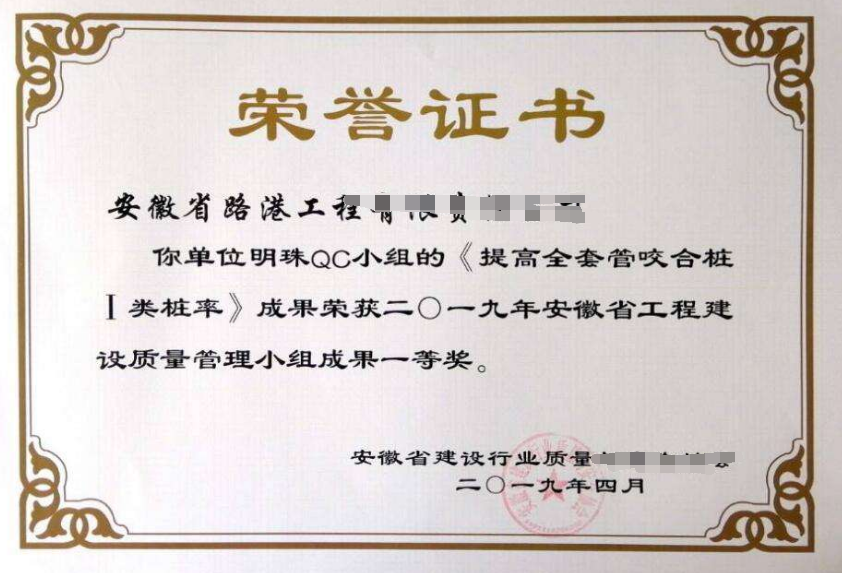 荣誉证书
安徽省路港工程有限责
你单位明珠QC小组的《提高全套管咬合桩
Ⅰ类桩率》成果荣获二〇一九年安徽省工程建
设质量管理小组成果一等奖。
安徽省建设行业质量
二〇一九年四月